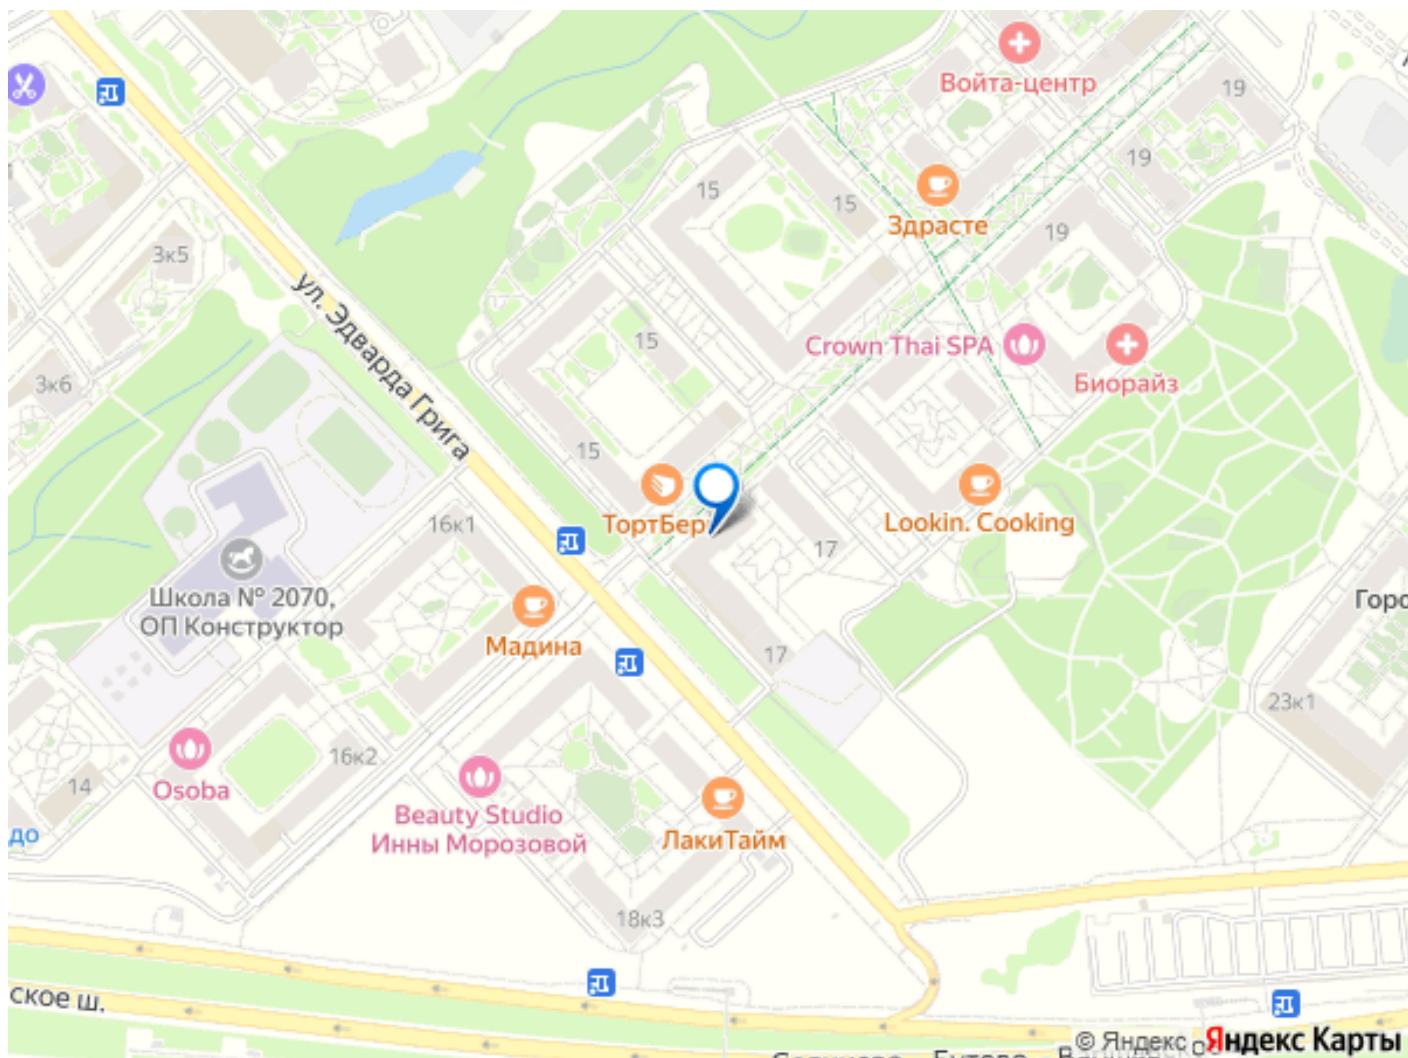 Войта-центр
19
19
15
15
Здрасте
19
3к5
ул. Эдварда Грига
15
Crown Thai SPA
Биорайз
3к6
15
16к1
ТортБер
Lookin. Cooking
17
Школа № 2070,
ОП Конструктор
Горо
Мадина
17
23к1
16к2
14
Osoba
Beauty Studio
Инны Морозовой
до
ЛакиТайм
18к3
ское ш.
© Яндекс
Яндекс Карты